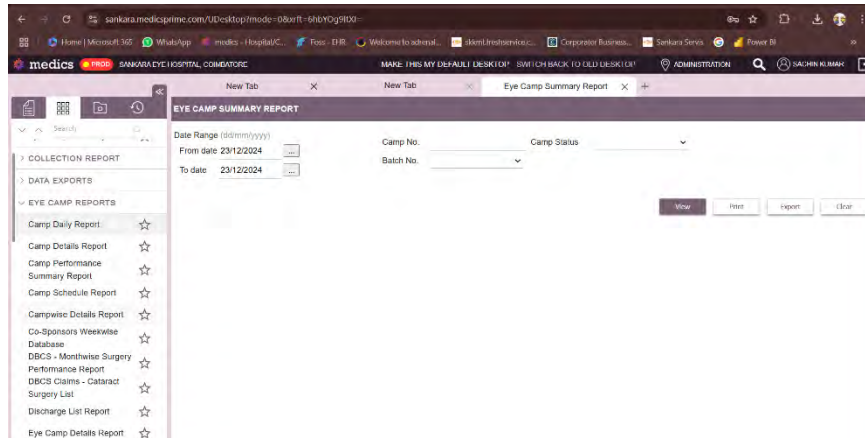 sankara.medicsprime.com/UDesktop?mode=
Home | Microsoft 365 WhatsApp medics - Hospital/C... Foss - EHR Welcome to adrenal... Corporator Business... Sankara Servis Power BI
medics PROD SANKARA EYE HOSPITAL, COIMBATORE MAKE THIS MY DEFAULT DESKTOP SWITCH BACK TO OLD DESKTOP ADMINISTRATION SACHIN KUMAR
New Tab New Tab Eye Camp Summary Report
EYE CAMP SUMMARY REPORT
Search
COLLECTION REPORT
DATA EXPORTS
EYE CAMP REPORTS
Camp Daily Report
Camp Details Report
Camp Performance
Summary Report
Camp Schedule Report
Campwise Details Report
Co-Sponsors Weekwise
Database
DBCS - Monthwise Surgery
Performance Report
DBCS Claims - Cataract
Surgery List
Discharge List Report
Eye Camp Details Report
Date Range (dd/mm/yyyy)
From date 23/12/2024 ...
To date 23/12/2024 ...
Camp No.
Batch No.
Camp Status
View Print Export Clear